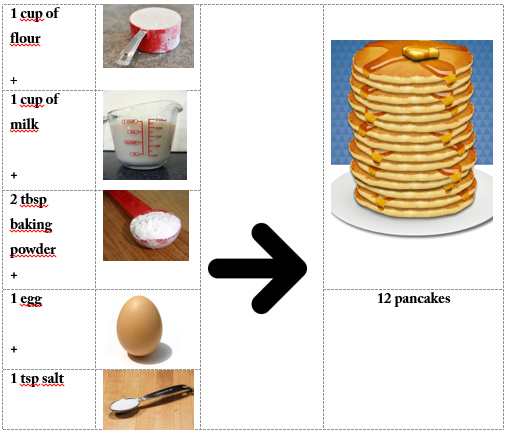 1 cup of
flour
+
1 cup of
milk
+
2 tbsp
baking
powder
+
1 egg
+
1 tsp salt
12 pancakes